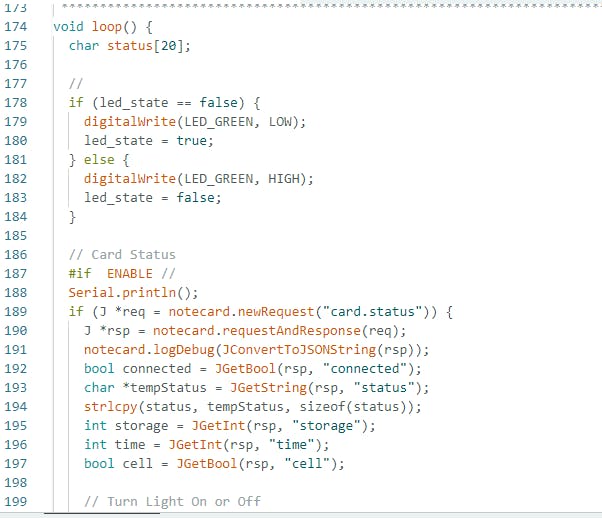 173 ******************************************************************************
174 void loop() {
175 char status[20];
176
177 //
178 if (led_state == false) {
179 digitalWrite(LED_GREEN, LOW);
180 led_state = true;
181 } else {
182 digitalWrite(LED_GREEN, HIGH);
183 led_state = false;
184 }
185
186 // Card Status
187 #if ENABLE //
188 Serial.println();
189 if (J *req = notecard.newRequest("card.status")) {
190 J *rsp = notecard.requestAndResponse(req);
191 notecard.logDebug(JConvertToJSONString(rsp));
192 bool connected = JGetBool(rsp, "connected");
193 char *tempStatus = JGetString(rsp, "status");
194 strlcpy(status, tempStatus, sizeof(status));
195 int storage = JGetInt(rsp, "storage");
196 int time = JGetInt(rsp, "time");
197 bool cell = JGetBool(rsp, "cell");
198
199 // Turn Light On or Off